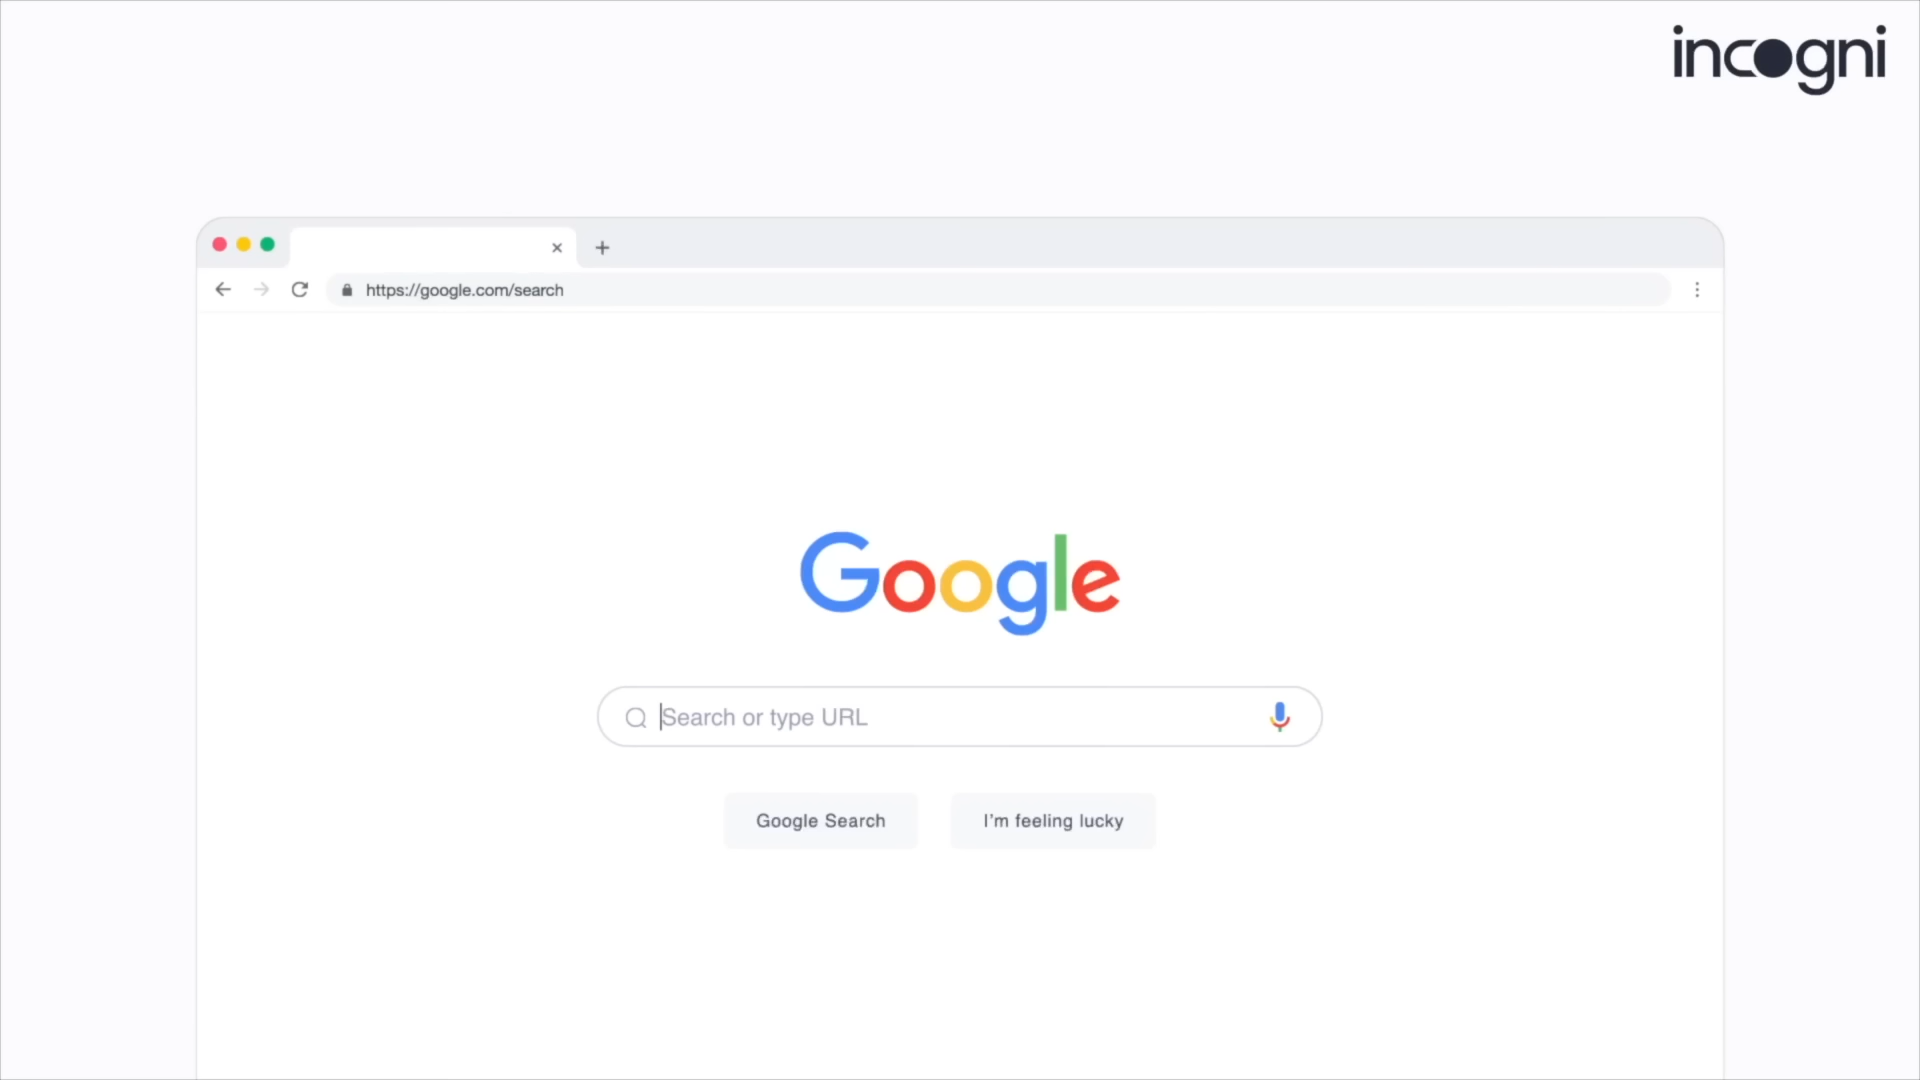 incogni
https://google.com/search
Google
Search or type URL
Google Search
I'm feeling lucky